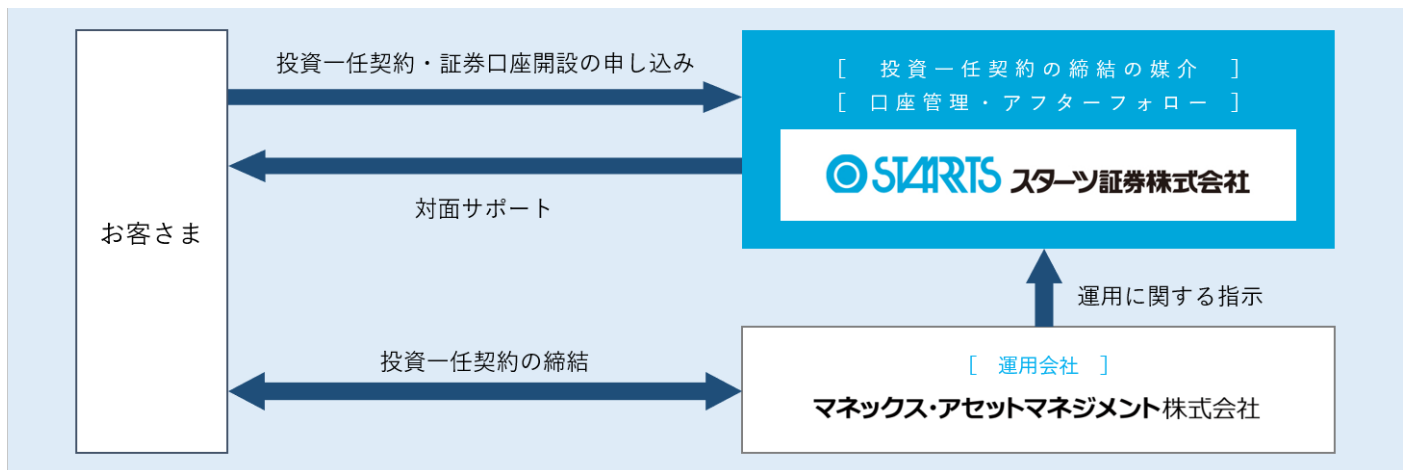 お客さま
投資一任契約・証券口座開設の申し込み
対面サポート
投資一任契約の締結
［ 投資一任契約の締結の媒介 ］
［ 口座管理・アフターフォロー ］
STARTS スターツ証券株式会社
運用に関する指示
［ 運用会社 ］
マネックス・アセットマネジメント株式会社